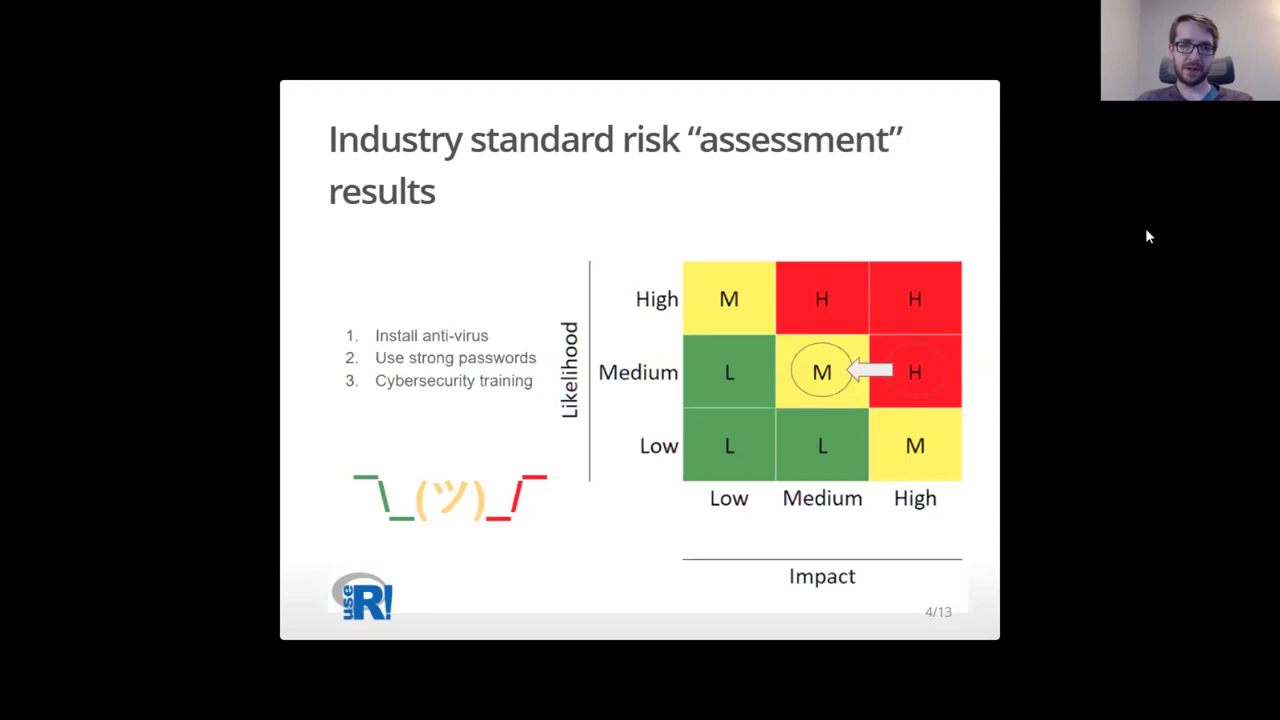 Industry standard risk “assessment”
results
1. Install anti-virus
2. Use strong passwords
3. Cybersecurity training
¯\_(ツ)_/¯
Likelihood
High M H H
Medium L M H
Low L L M
Low Medium High
Impact
use R!
4/13